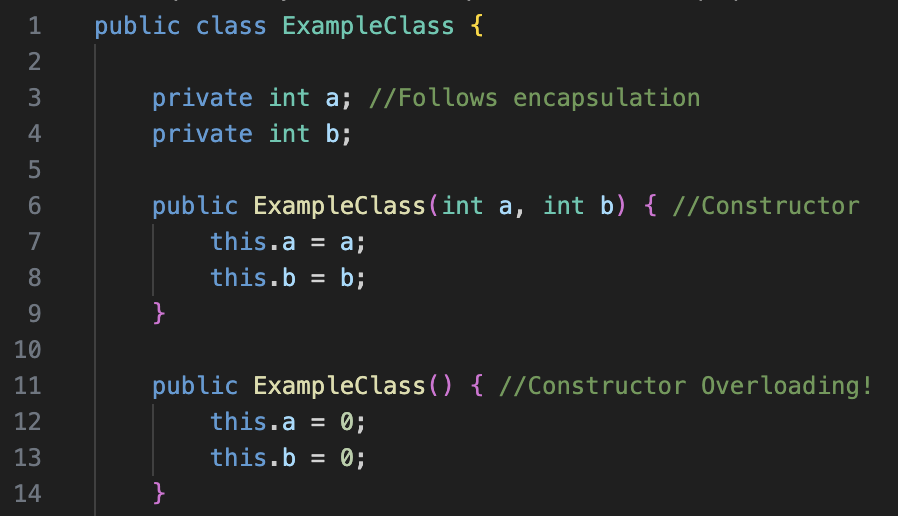 1 public class ExampleClass {
2
3 private int a; //Follows encapsulation
4 private int b;
5
6 public ExampleClass(int a, int b) { //Constructor
7 this.a = a;
8 this.b = b;
9 }
10
11 public ExampleClass() { //Constructor Overloading!
12 this.a = 0;
13 this.b = 0;
14 }